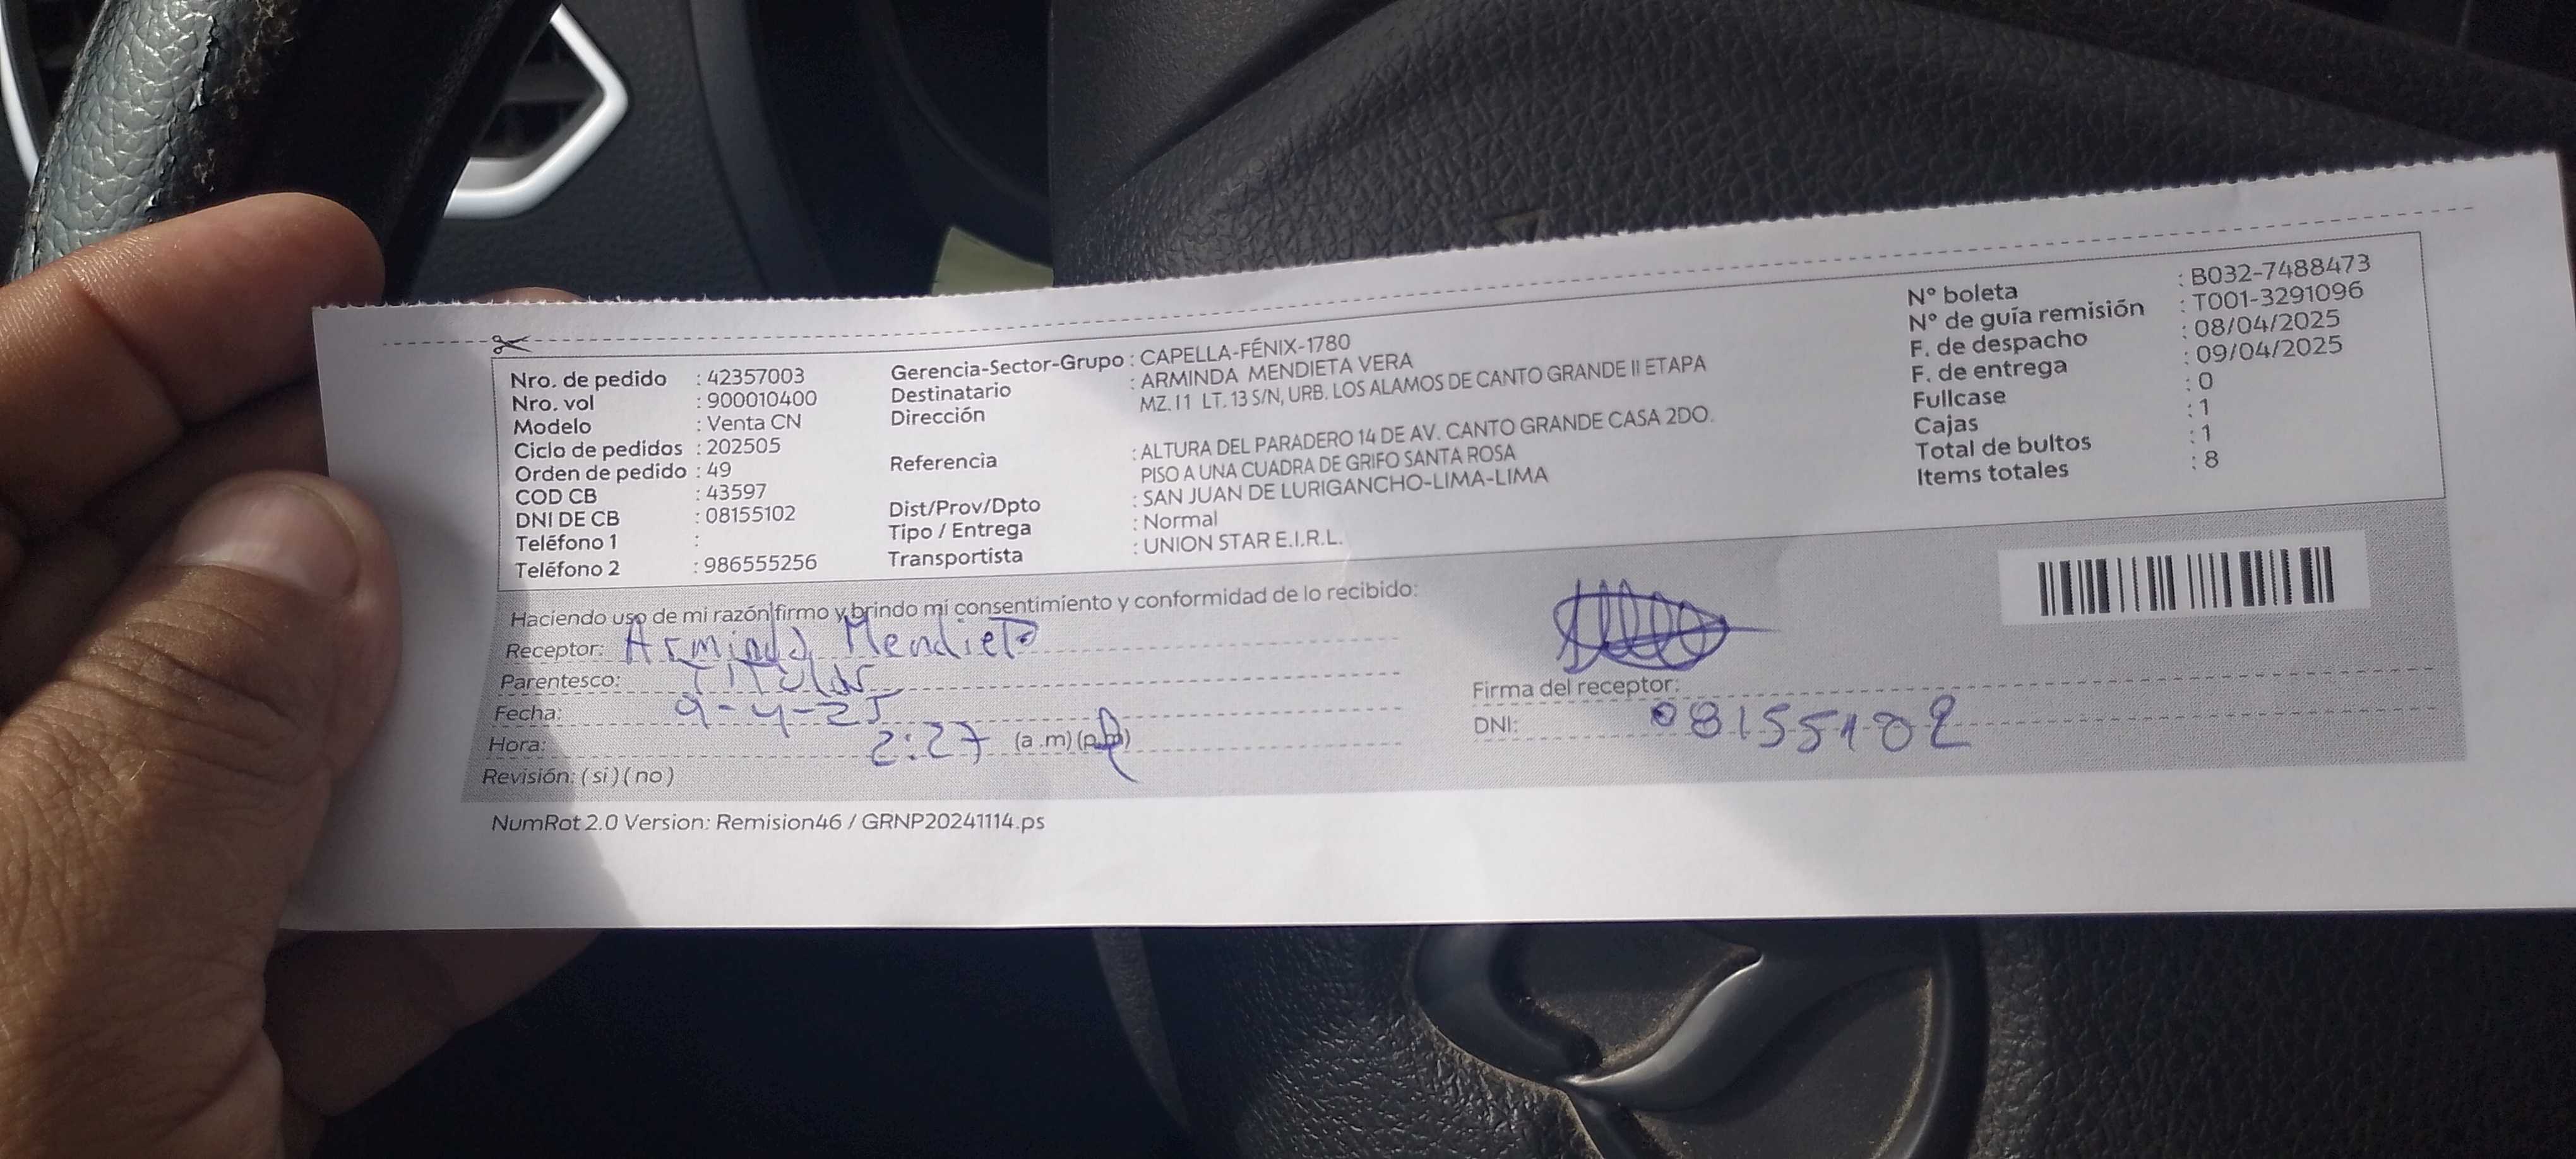 Nro. de pedido : 42357003
Nro. vol : 900010400
Modelo : Venta CN
Ciclo de pedidos : 202505
Orden de pedido : 49
COD CB : 43597
DNI DE CB : 08155102
Teléfono 1 :
Teléfono 2 : 986555256
Gerencia-Sector-Grupo : CAPELLA-FÉNIX-1780
Destinatario : ARMINDA MENDIETA VERA
Dirección MZ. I1 LT. 13 S/N, URB. LOS ALAMOS DE CANTO GRANDE II ETAPA
Referencia : ALTURA DEL PARADERO 14 DE AV. CANTO GRANDE CASA 2DO.
PISO A UNA CUADRA DE GRIFO SANTA ROSA
Dist/Prov/Dpto : SAN JUAN DE LURIGANCHO-LIMA-LIMA
Tipo / Entrega : Normal
Transportista : UNION STAR E.I.R.L.
N° boleta : B032-7488473
N° de guía remisión : T001-3291096
F. de despacho : 08/04/2025
F. de entrega : 09/04/2025
Fullcase : 0
Cajas : 1
Total de bultos : 1
Items totales : 8
Haciendo uso de mi razón firmo y brindo mi consentimiento y conformidad de lo recibido:
Receptor: Arminda Mendieta
Parentesco: Titular
Fecha: 9-4-25
Hora: 2:27 (a .m) (p.m)
Revisión: ( si ) ( no )
Firma del receptor:
DNI: 08155102
NumRot 2.0 Version: Remision46 / GRNP20241114.ps